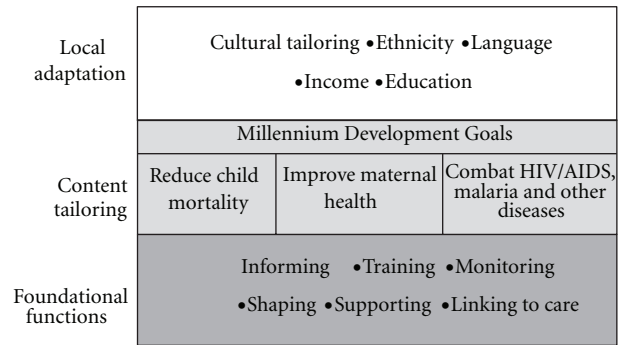 Local
adaptation
Cultural tailoring •Ethnicity •Language
•Income •Education
Millennium Development Goals
Content
tailoring
Reduce child
mortality
Improve maternal
health
Combat HIV/AIDS,
malaria and other
diseases
Foundational
functions
Informing •Training •Monitoring
•Shaping •Supporting •Linking to care